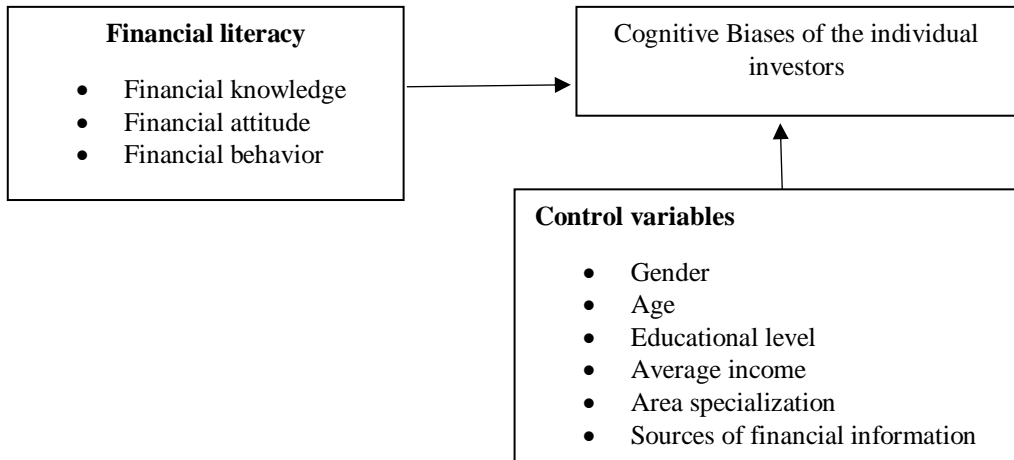 Financial literacy
• Financial knowledge
• Financial attitude
• Financial behavior
Cognitive Biases of the individual
investors
Control variables
• Gender
• Age
• Educational level
• Average income
• Area specialization
• Sources of financial information